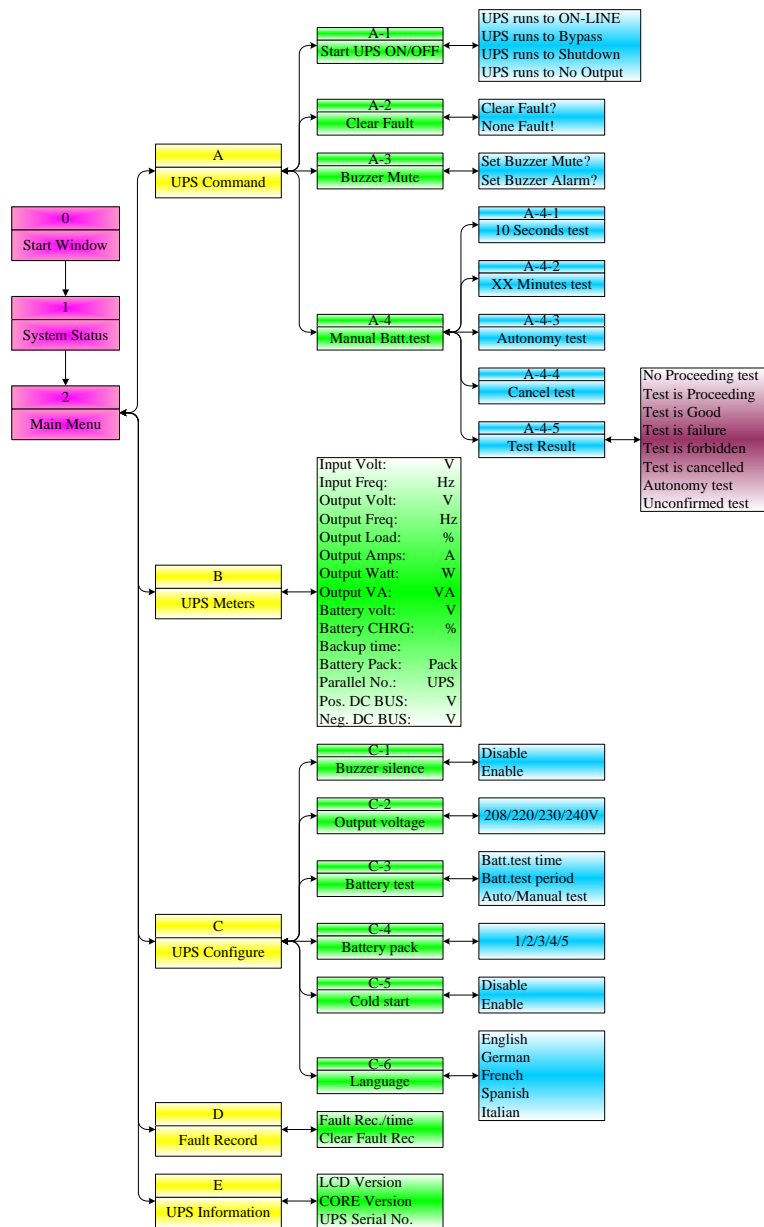 0
Start Window
1
System Status
2
Main Menu
A
UPS Command
A-1
Start UPS ON/OFF
UPS runs to ON-LINE
UPS runs to Bypass
UPS runs to Shutdown
UPS runs to No Output
A-2
Clear Fault
Clear Fault?
None Fault!
A-3
Buzzer Mute
Set Buzzer Mute?
Set Buzzer Alarm?
A-4
Manual Batt.test
A-4-1
10 Seconds test
A-4-2
XX Minutes test
A-4-3
Autonomy test
A-4-4
Cancel test
A-4-5
Test Result
No Proceeding test
Test is Proceeding
Test is Good
Test is failure
Test is forbidden
Test is cancelled
Autonomy test
Unconfirmed test
B
UPS Meters
Input Volt: V
Input Freq: Hz
Output Volt: V
Output Freq: Hz
Output Load: %
Output Amps: A
Output Watt: W
Output VA: VA
Battery volt: V
Battery CHRG: %
Backup time:
Battery Pack: Pack
Parallel No.: UPS
Pos. DC BUS: V
Neg. DC BUS: V
C
UPS Configure
C-1
Buzzer silence
Disable
Enable
C-2
Output voltage
208/220/230/240V
C-3
Battery test
Batt.test time
Batt.test period
Auto/Manual test
C-4
Battery pack
1/2/3/4/5
C-5
Cold start
Disable
Enable
C-6
Language
English
German
French
Spanish
Italian
D
Fault Record
Fault Rec./time
Clear Fault Rec
E
UPS Information
LCD Version
CORE Version
UPS Serial No.